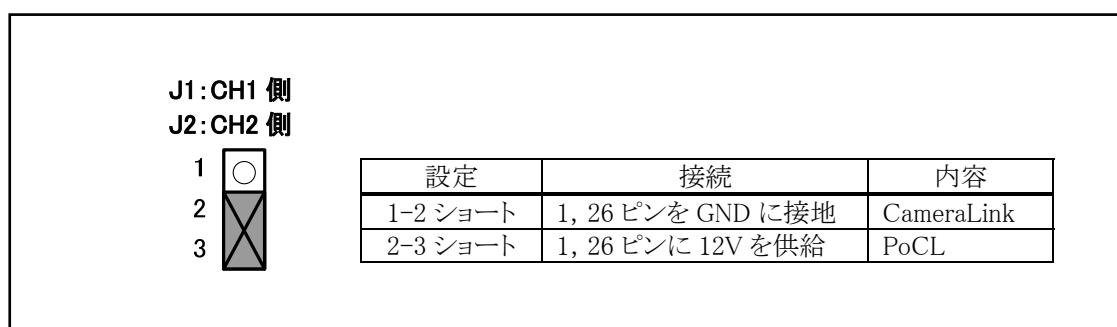 J1:CH1 側
J2:CH2 側
1
2
3
設定 接続 内容
1-2 ショート 1, 26 ピンを GND に接地 CameraLink
2-3 ショート 1, 26 ピンに 12V を供給 PoCL